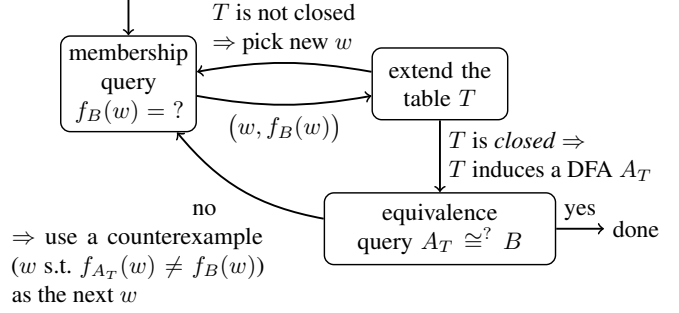 T is not closed
⇒ pick new w
membership
query
f_B(w) = ?
extend the
table T
(w, f_B(w))
T is closed ⇒
T induces a DFA A_T
no
⇒ use a counterexample
(w s.t. f_{A_T}(w) ≠ f_B(w))
as the next w
equivalence
query A_T ≅^? B
yes
done